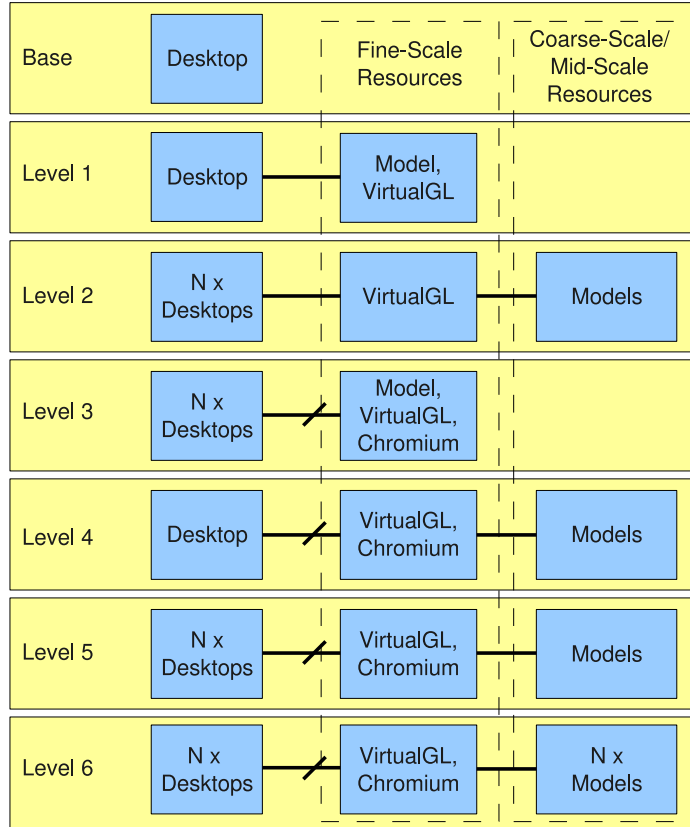 Base
Desktop
Fine-Scale
Resources
Coarse-Scale/
Mid-Scale
Resources
Level 1
Desktop
Model,
VirtualGL
Level 2
N x
Desktops
VirtualGL
Models
Level 3
N x
Desktops
Model,
VirtualGL,
Chromium
Level 4
Desktop
VirtualGL,
Chromium
Models
Level 5
N x
Desktops
VirtualGL,
Chromium
Models
Level 6
N x
Desktops
VirtualGL,
Chromium
N x
Models